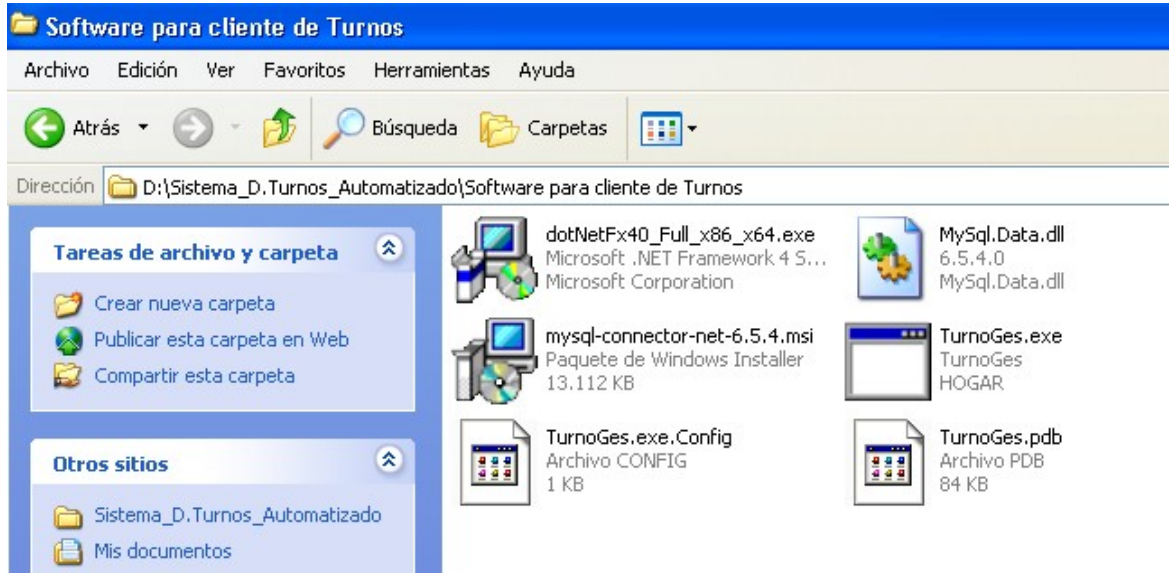 Software para cliente de Turnos
Archivo Edición Ver Favoritos Herramientas Ayuda
Atrás Búsqueda Carpetas
Dirección D:\Sistema_D.Turnos_Automatizado\Software para cliente de Turnos
Tareas de archivo y carpeta
Crear nueva carpeta
Publicar esta carpeta en Web
Compartir esta carpeta
Otros sitios
Sistema_D.Turnos_Automatizado
Mis documentos
dotNetFx40_Full_x86_x64.exe
Microsoft .NET Framework 4 S...
Microsoft Corporation
MySql.Data.dll
6.5.4.0
MySql.Data.dll
mysql-connector-net-6.5.4.msi
Paquete de Windows Installer
13.112 KB
TurnoGes.exe
TurnoGes
HOGAR
TurnoGes.exe.Config
Archivo CONFIG
1 KB
TurnoGes.pdb
Archivo PDB
84 KB